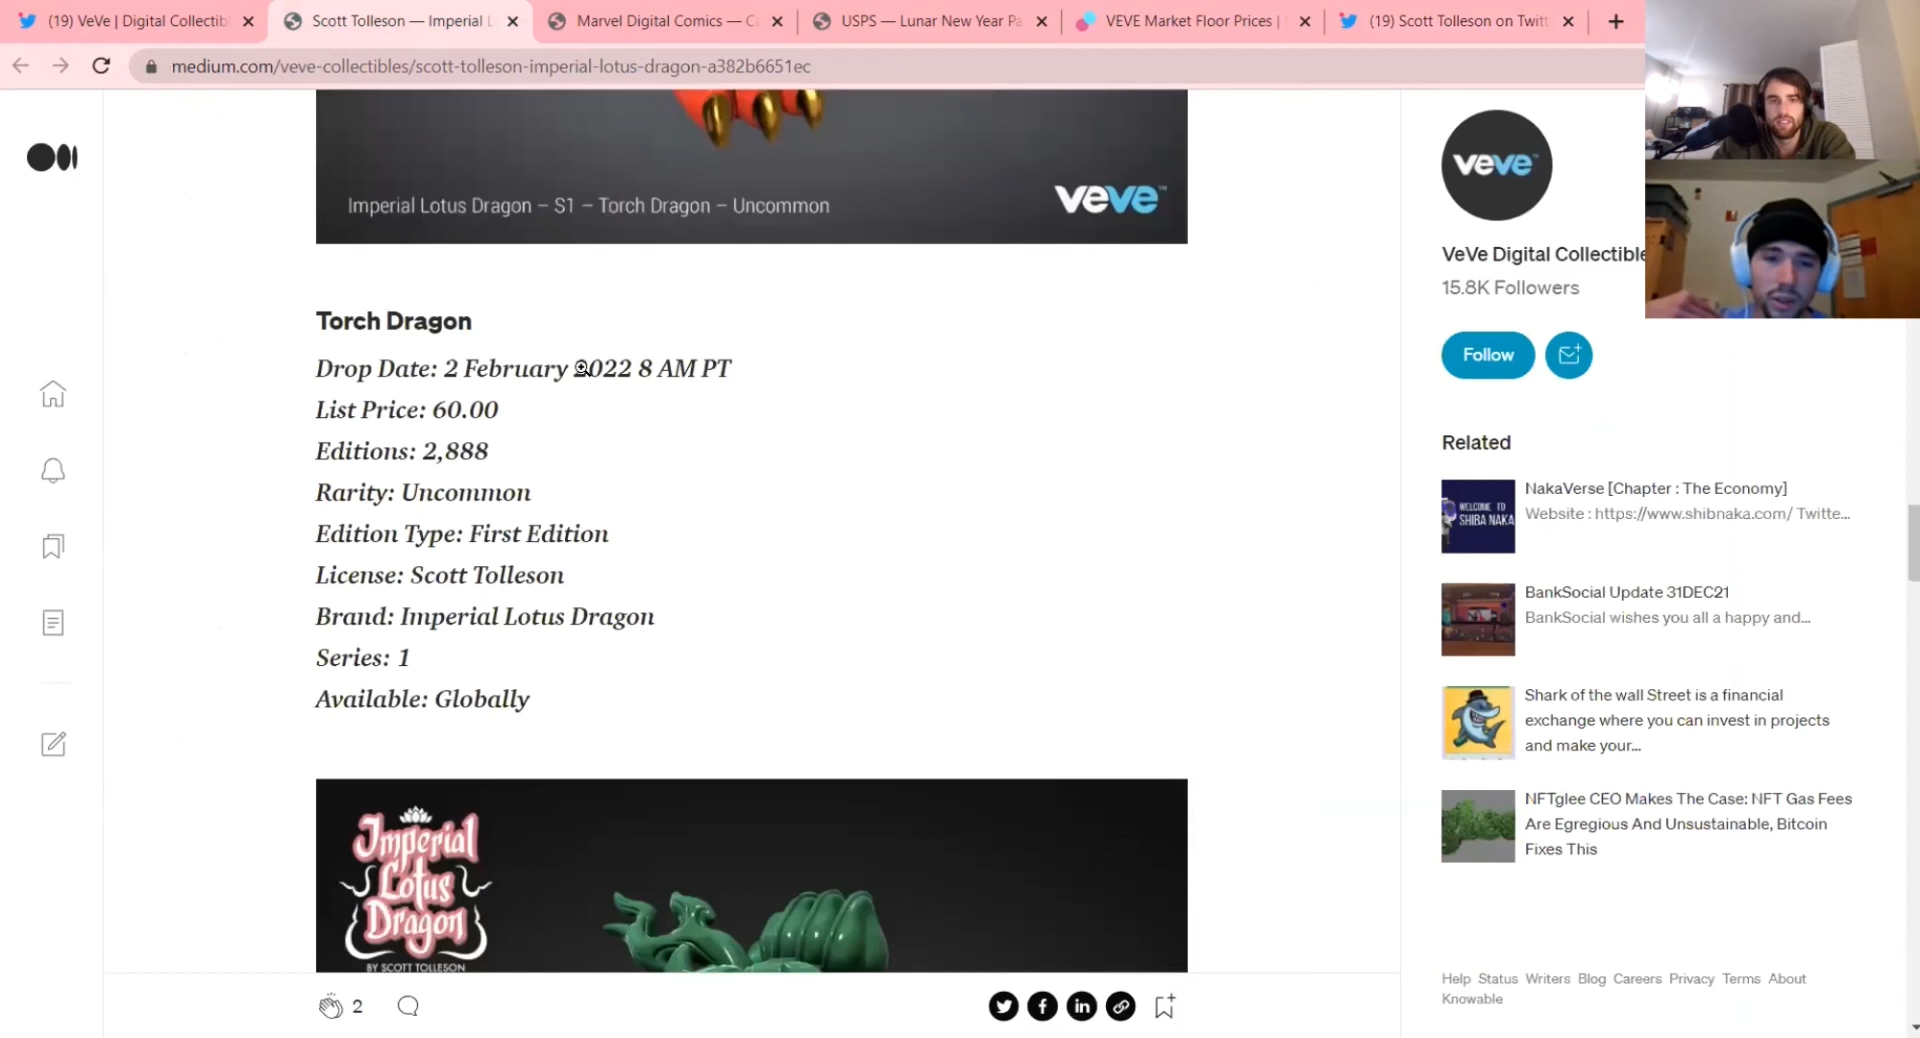 (19) VeVe | Digital Collectibl
Scott Tolleson — Imperial L
Marvel Digital Comics — C
USPS — Lunar New Year Pa
VEVE Market Floor Prices |
(19) Scott Tolleson on Twitt
medium.com/veve-collectibles/scott-tolleson-imperial-lotus-dragon-a382b6651ec
Imperial Lotus Dragon – S1 – Torch Dragon – Uncommon
veve™
Torch Dragon
Drop Date: 2 February 2022 8 AM PT
List Price: 60.00
Editions: 2,888
Rarity: Uncommon
Edition Type: First Edition
License: Scott Tolleson
Brand: Imperial Lotus Dragon
Series: 1
Available: Globally
Imperial
Lotus
Dragon
BY SCOTT TOLLESON
2
veve™
VeVe Digital Collectible
15.8K Followers
Follow
Related
NakaVerse [Chapter : The Economy]
Website : https://www.shibnaka.com/ Twitte...
WELCOME TO
SHIBA NAKA
BankSocial Update 31DEC21
BankSocial wishes you all a happy and...
Shark of the wall Street is a financial
exchange where you can invest in projects
and make your...
NFTglee CEO Makes The Case: NFT Gas Fees
Are Egregious And Unsustainable, Bitcoin
Fixes This
Help Status Writers Blog Careers Privacy Terms About
Knowable